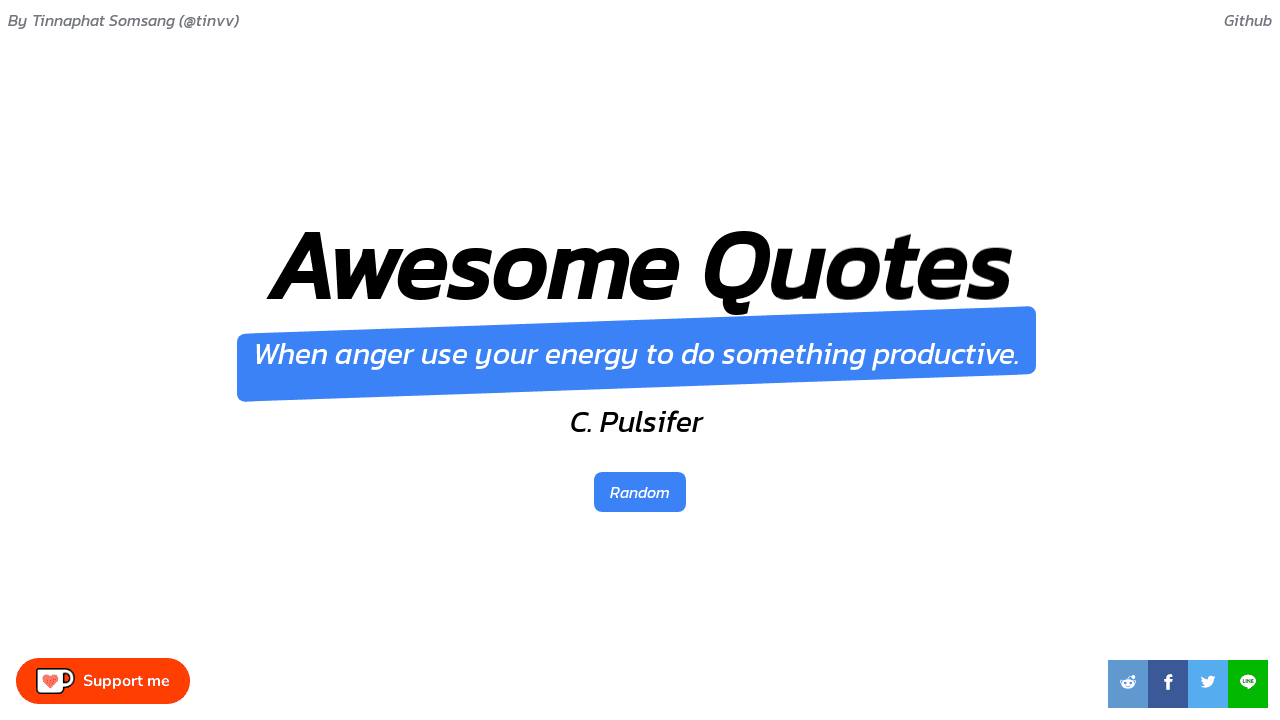 By Tinnaphat Somsang (@tinvv)
Github
Awesome Quotes
When anger use your energy to do something productive.
C. Pulsifer
Random
Support me
LINE